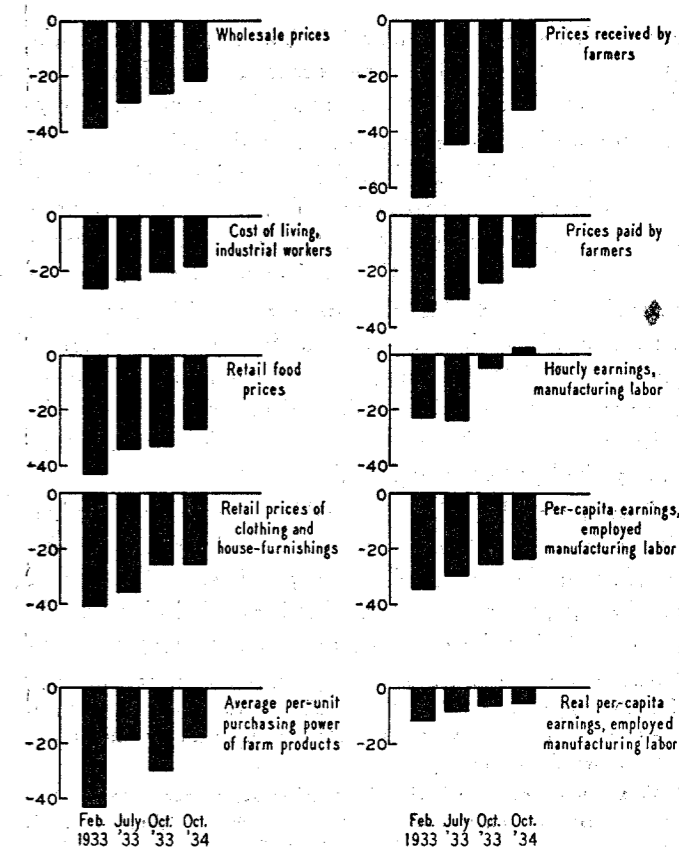 0
-20
-40
Wholesale prices
0
-20
-40
-60
Prices received by
farmers
0
-20
Cost of living,
industrial workers
0
-20
-40
Prices paid by
farmers
0
-20
-40
Retail food
prices
0
-20
-40
Hourly earnings,
manufacturing labor
0
-20
-40
Retail prices of
clothing and
house-furnishings
0
-20
-40
Per-capita earnings,
employed
manufacturing labor
0
-20
-40
Average per-unit
purchasing power
of farm products
0
-20
Real per-capita
earnings, employed
manufacturing labor
Feb. July Oct. Oct.
1933 '33 '33 '34
Feb. July Oct. Oct.
1933 '33 '33 '34